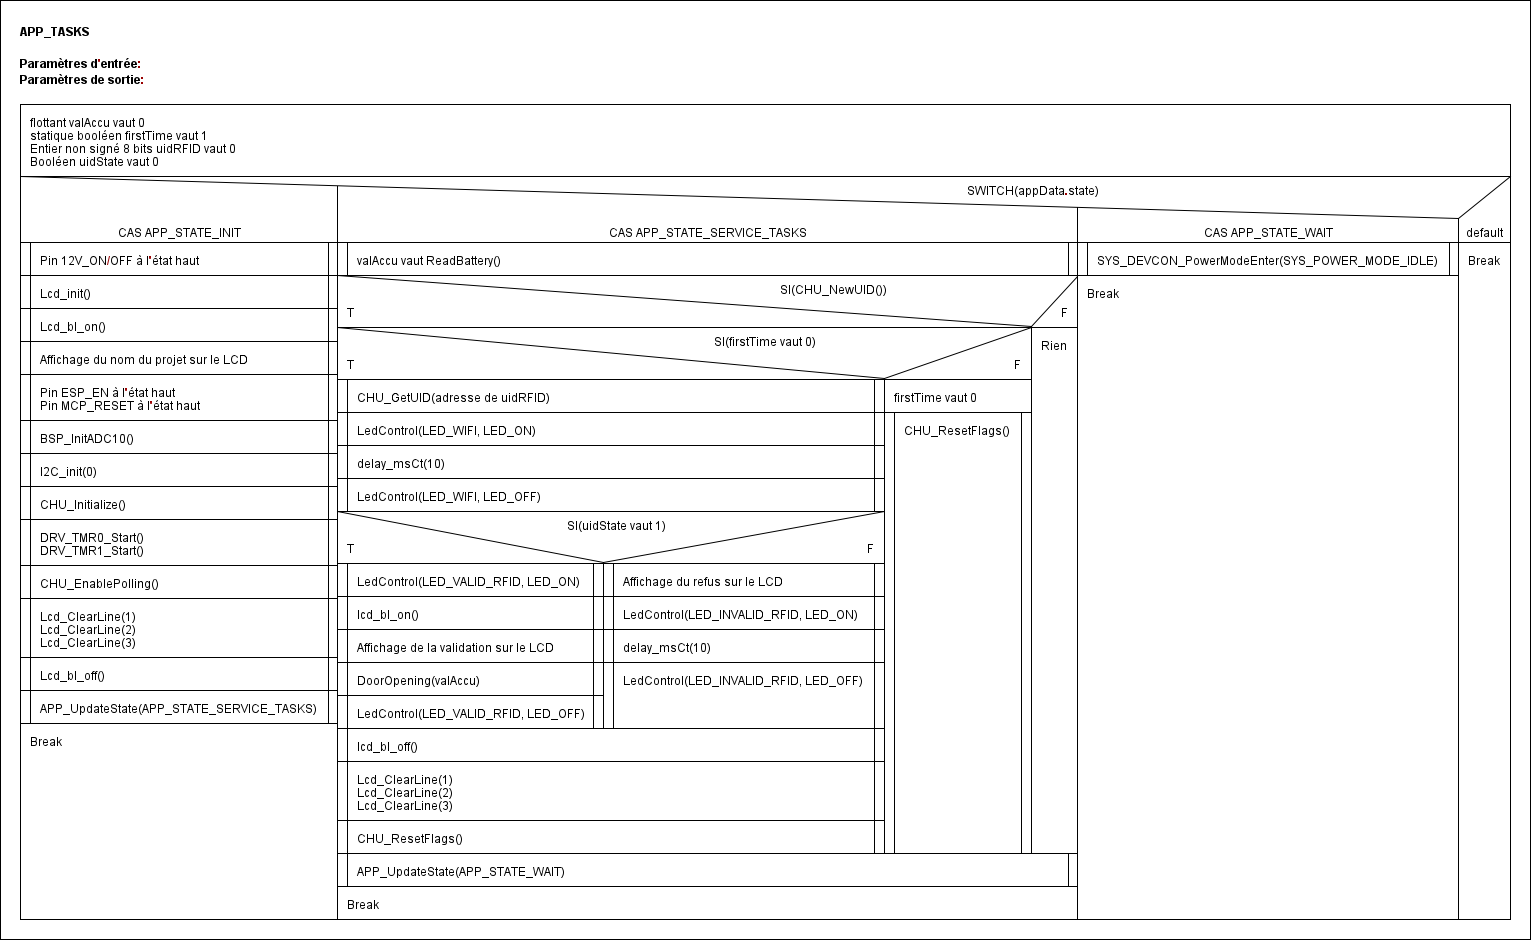 APP_TASKS
Paramètres d'entrée:
Paramètres de sortie:
flottant valAccu vaut 0
statique booléen firstTime vaut 1
Entier non signé 8 bits uidRFID vaut 0
Booléen uidState vaut 0
SWITCH(appData.state)
CAS APP_STATE_INIT
Pin 12V_ON/OFF à l'état haut
Lcd_init()
Lcd_bl_on()
Affichage du nom du projet sur le LCD
Pin ESP_EN à l'état haut
Pin MCP_RESET à l'état haut
BSP_InitADC10()
I2C_init(0)
CHU_Initialize()
DRV_TMR0_Start()
DRV_TMR1_Start()
CHU_EnablePolling()
Lcd_ClearLine(1)
Lcd_ClearLine(2)
Lcd_ClearLine(3)
Lcd_bl_off()
APP_UpdateState(APP_STATE_SERVICE_TASKS)
Break
CAS APP_STATE_SERVICE_TASKS
valAccu vaut ReadBattery()
SI(CHU_NewUID())
T
F
SI(firstTime vaut 0)
T
F
CHU_GetUID(adresse de uidRFID)
LedControl(LED_WIFI, LED_ON)
delay_msCt(10)
LedControl(LED_WIFI, LED_OFF)
SI(uidState vaut 1)
T
F
LedControl(LED_VALID_RFID, LED_ON)
lcd_bl_on()
Affichage de la validation sur le LCD
DoorOpening(valAccu)
LedControl(LED_VALID_RFID, LED_OFF)
Affichage du refus sur le LCD
LedControl(LED_INVALID_RFID, LED_ON)
delay_msCt(10)
LedControl(LED_INVALID_RFID, LED_OFF)
lcd_bl_off()
Lcd_ClearLine(1)
Lcd_ClearLine(2)
Lcd_ClearLine(3)
CHU_ResetFlags()
firstTime vaut 0
CHU_ResetFlags()
Rien
APP_UpdateState(APP_STATE_WAIT)
Break
CAS APP_STATE_WAIT
SYS_DEVCON_PowerModeEnter(SYS_POWER_MODE_IDLE)
Break
default
Break